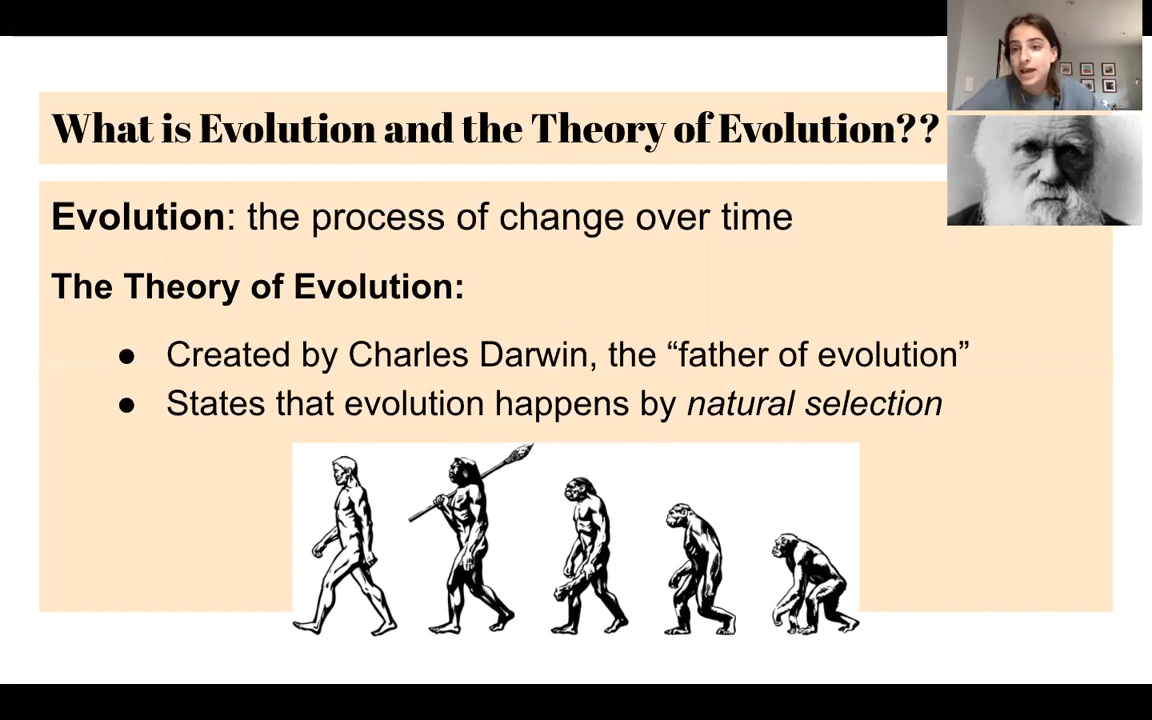 What is Evolution and the Theory of Evolution??
Evolution: the process of change over time
The Theory of Evolution:
● Created by Charles Darwin, the “father of evolution”
● States that evolution happens by natural selection